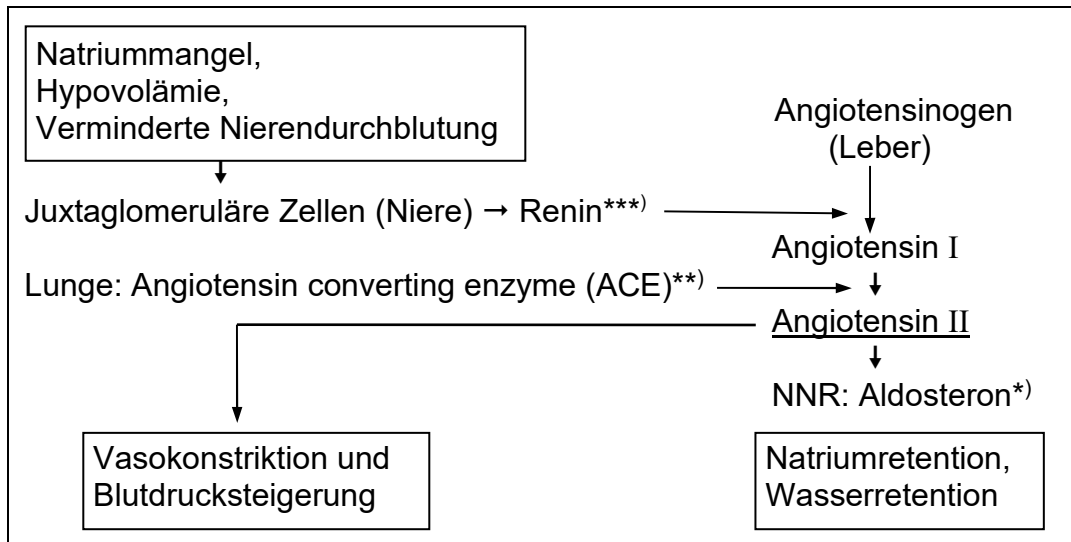 Natriummangel,
Hypovolämie,
Verminderte Nierendurchblutung
Angiotensinogen
(Leber)
Juxtaglomeruläre Zellen (Niere) → Renin***)
Angiotensin I
Lunge: Angiotensin converting enzyme (ACE)**)
Angiotensin II
NNR: Aldosteron*)
Vasokonstriktion und
Blutdrucksteigerung
Natriumretention,
Wasserretention